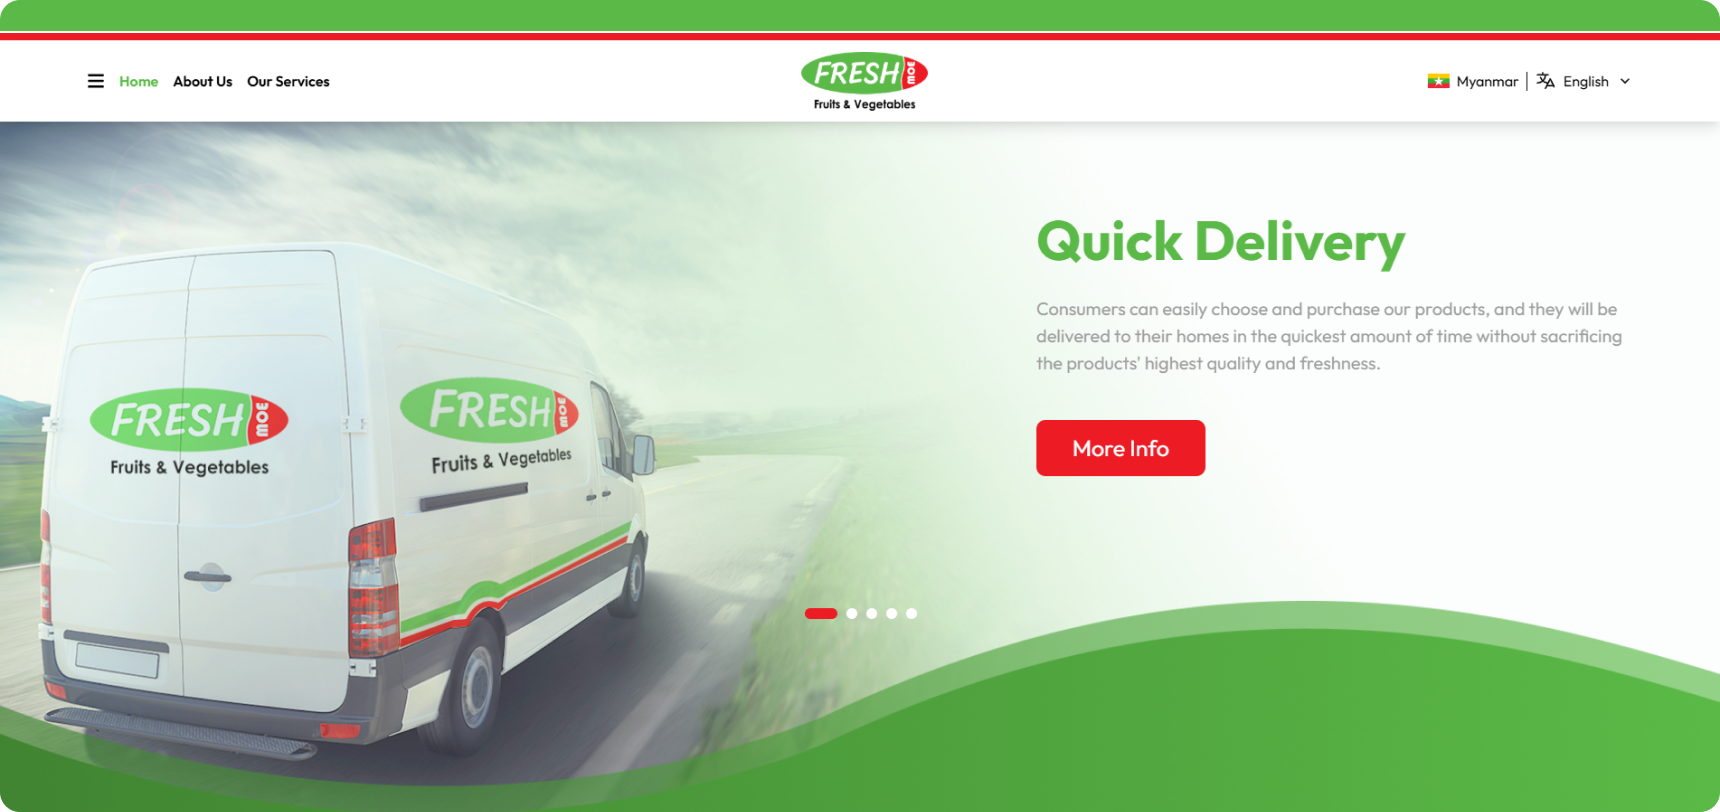 Home About Us Our Services
FRESH MOE
Fruits & Vegetables
Myanmar | English
Quick Delivery
Consumers can easily choose and purchase our products, and they will be
delivered to their homes in the quickest amount of time without sacrificing
the products' highest quality and freshness.
More Info
FRESH MOE
Fruits & Vegetables
FRESH MOE
Fruits & Vegetables